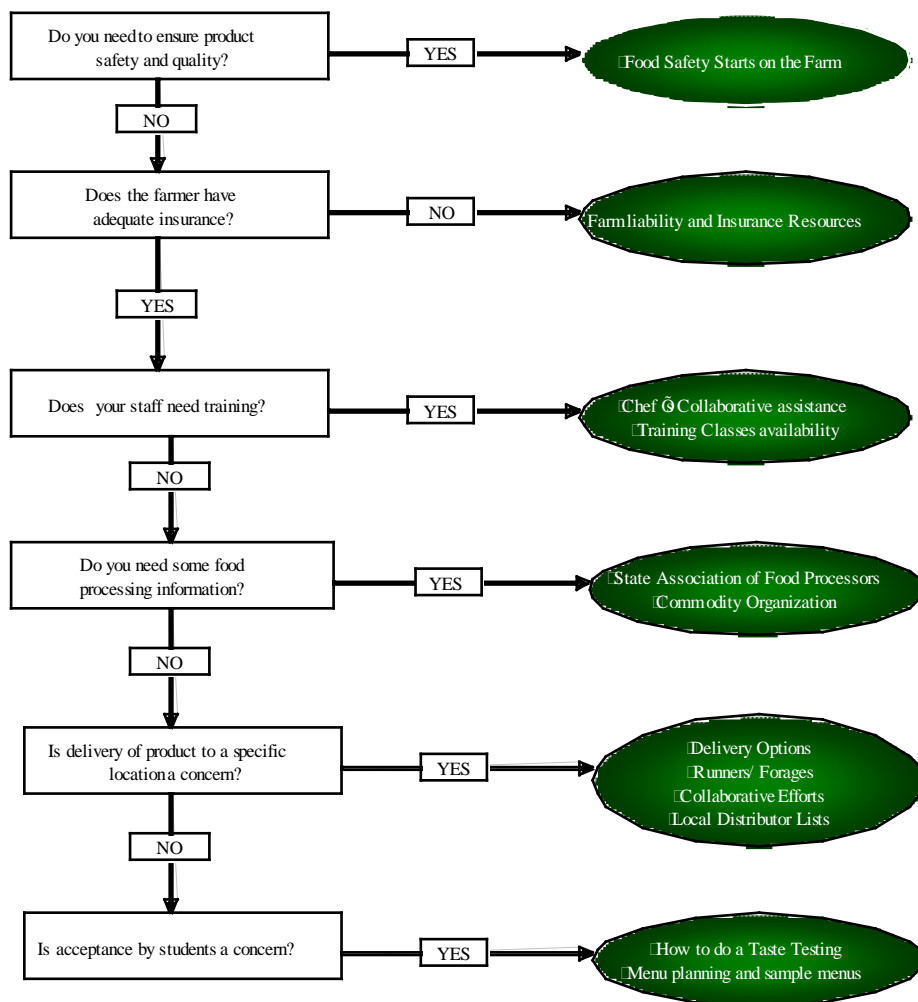 Do you need to ensure product
safety and quality?
YES
Food Safety Starts on the Farm
NO
Does the farmer have
adequate insurance?
NO
Farm liability and Insurance Resources
YES
Does your staff need training?
YES
Chef Õs Collaborative assistance
Training Classes availability
NO
Do you need some food
processing information?
YES
State Association of Food Processors
Commodity Organization
NO
Is delivery of product to a specific
location a concern?
YES
Delivery Options
Runners/ Forages
Collaborative Efforts
Local Distributor Lists
NO
Is acceptance by students a concern?
YES
How to do a Taste Testing
Menu planning and sample menus